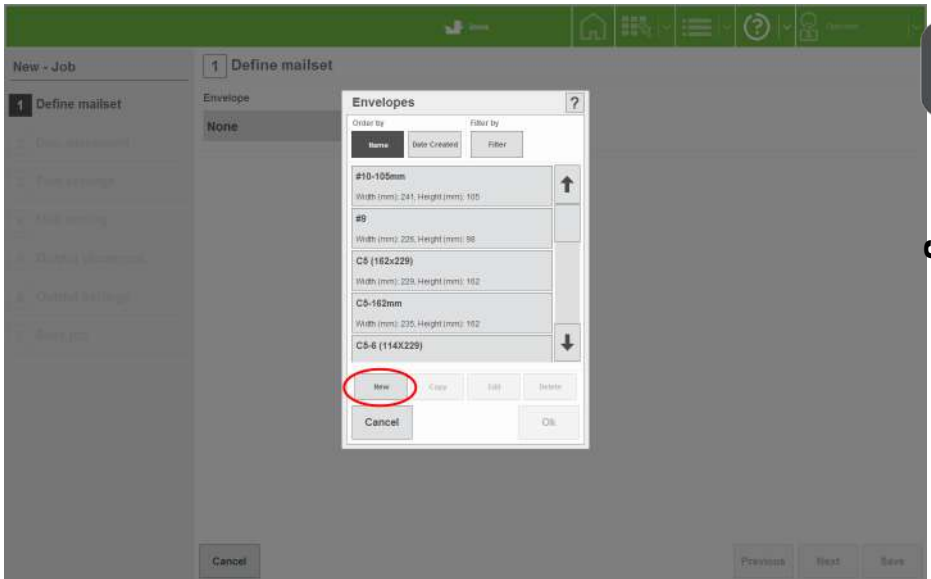 New - Job
1 Define mailset
1 Define mailset
Envelope
None
Envelopes
?
Order by
Filter by
Name
Date Created
Filter
#10-105mm
Width (mm): 241, Height (mm): 105
#9
Width (mm): 225, Height (mm): 98
C5 (162x229)
Width (mm): 229, Height (mm): 162
C5-162mm
Width (mm): 235, Height (mm): 162
C5-6 (114X229)
New
Copy
Edit
Delete
Cancel
Ok
Cancel
Previous
Next
Save